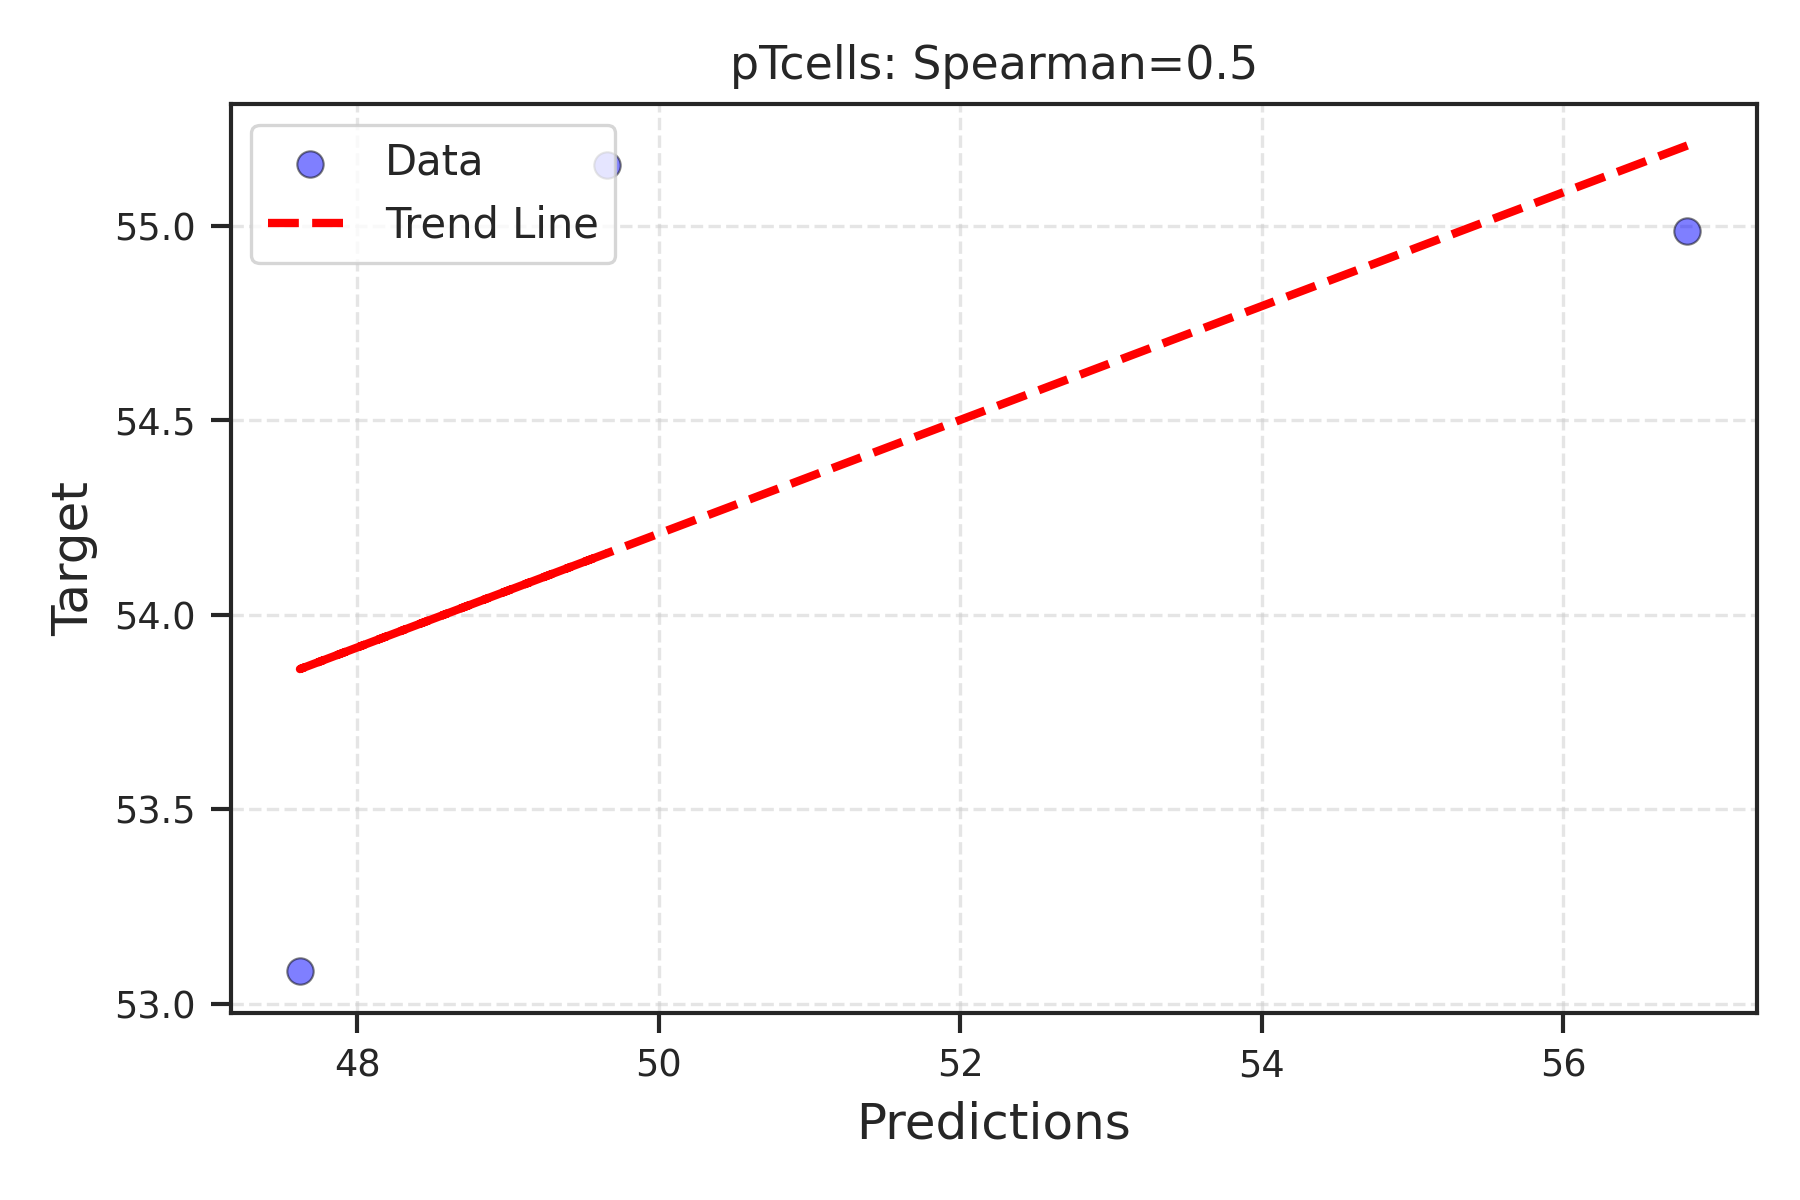 pTcells: Spearman=0.5
Data
Trend Line
55.0
54.5
54.0
53.5
53.0
Target
48 50 52 54 56
Predictions